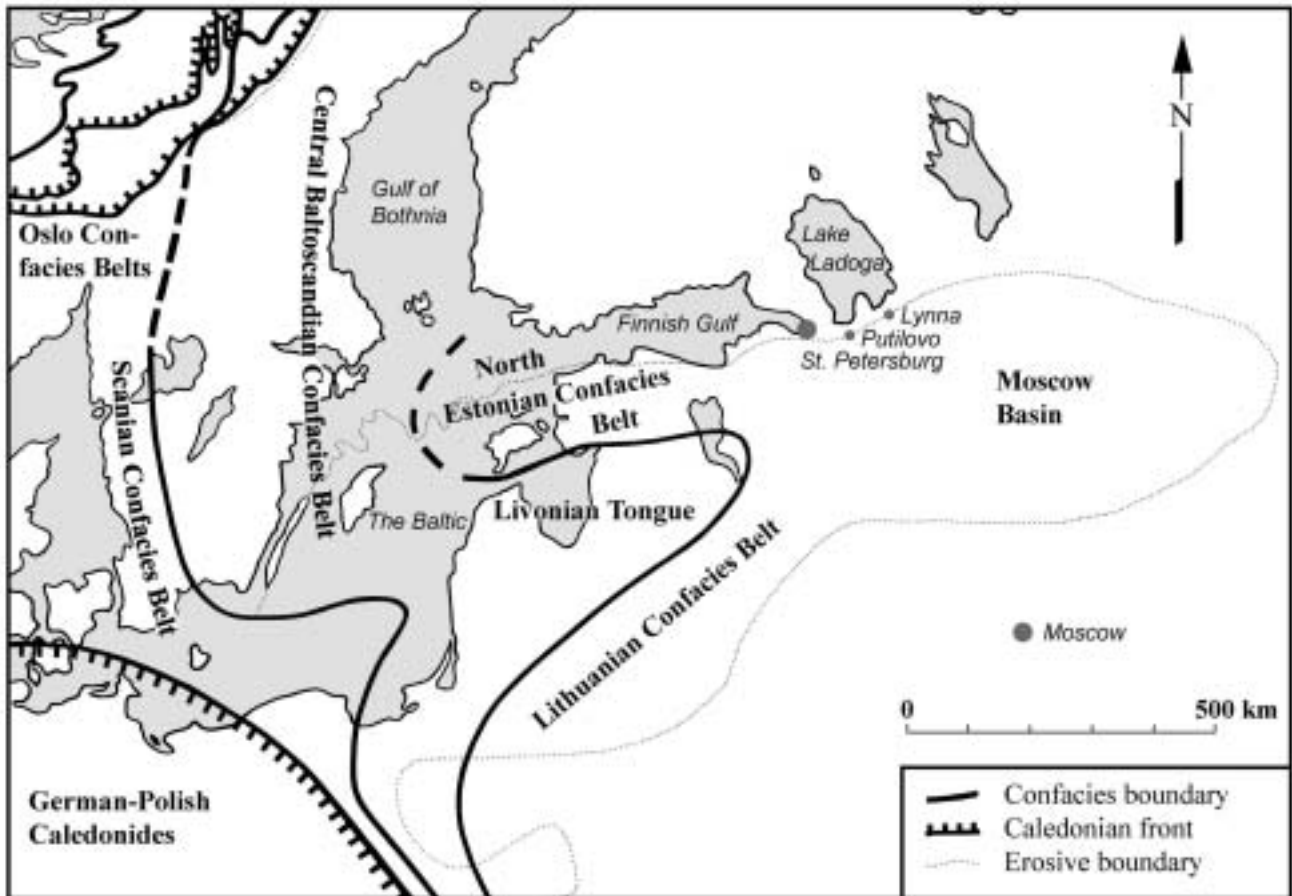 N
Gulf of
Bothnia
Central Baltoscandian Confacies Belt
Oslo Con-
facies Belts
Lake
Ladoga
Finnish Gulf
Lynna
Putilovo
St. Petersburg
North
Estonian Confacies
Belt
Moscow
Basin
Scanian Confacies Belt
The Baltic
Livonian Tongue
Lithuanian Confacies Belt
Moscow
0 500 km
German-Polish
Caledonides
Confacies boundary
Caledonian front
Erosive boundary